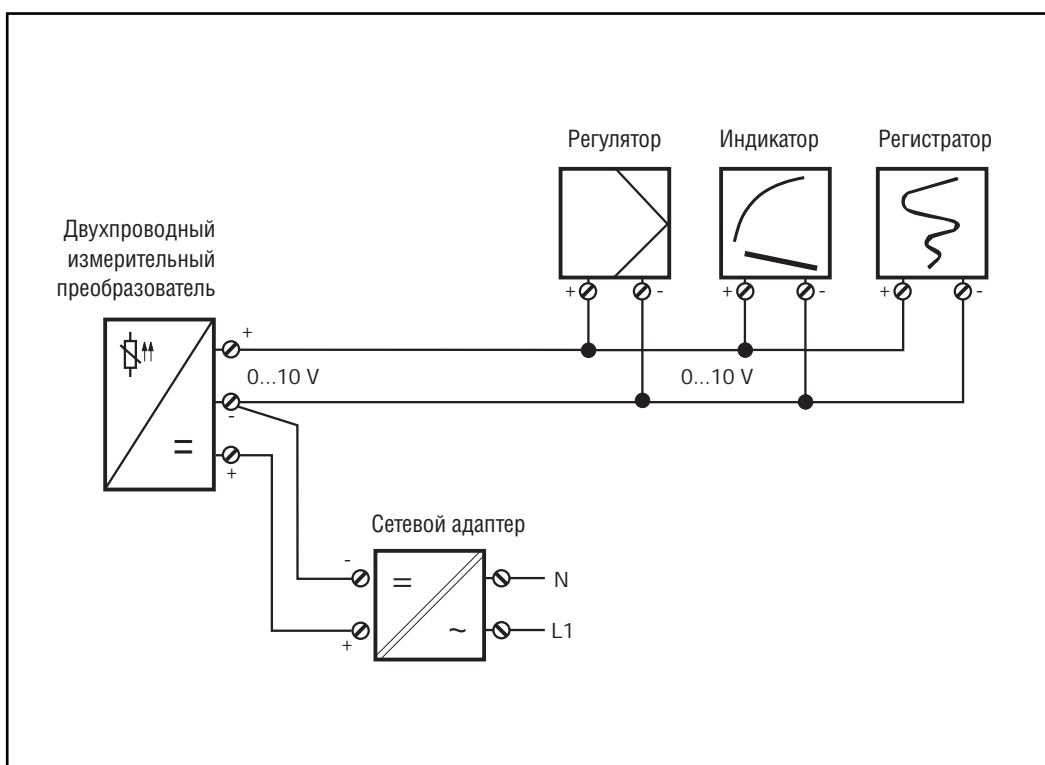 Регулятор
Индикатор
Регистратор
Двухпроводный
измерительный
преобразователь
+
-
+
-
+
-
+
0...10 V
0...10 V
-
+
Сетевой адаптер
-
=
N
+
~
L1